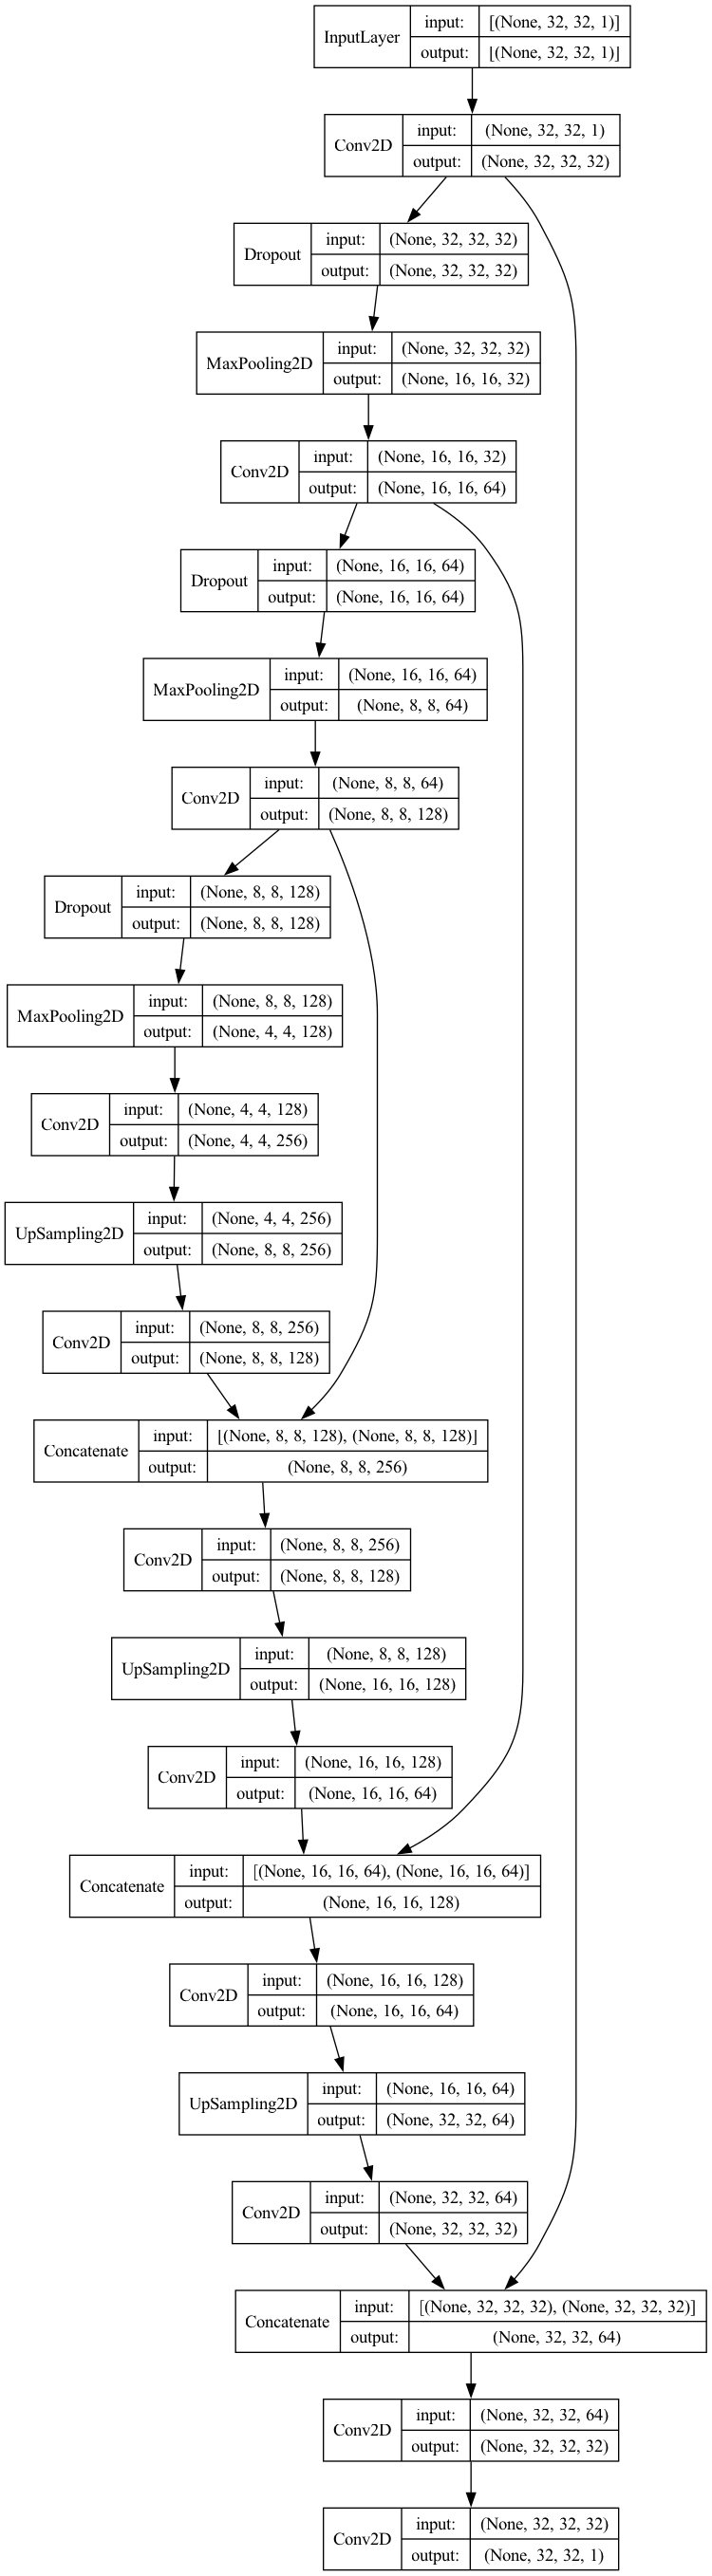 InputLayer
input: [(None, 32, 32, 1)]
output: [(None, 32, 32, 1)]
Conv2D
input: (None, 32, 32, 1)
output: (None, 32, 32, 32)
Dropout
input: (None, 32, 32, 32)
output: (None, 32, 32, 32)
MaxPooling2D
input: (None, 32, 32, 32)
output: (None, 16, 16, 32)
Conv2D
input: (None, 16, 16, 32)
output: (None, 16, 16, 64)
Dropout
input: (None, 16, 16, 64)
output: (None, 16, 16, 64)
MaxPooling2D
input: (None, 16, 16, 64)
output: (None, 8, 8, 64)
Conv2D
input: (None, 8, 8, 64)
output: (None, 8, 8, 128)
Dropout
input: (None, 8, 8, 128)
output: (None, 8, 8, 128)
MaxPooling2D
input: (None, 8, 8, 128)
output: (None, 4, 4, 128)
Conv2D
input: (None, 4, 4, 128)
output: (None, 4, 4, 256)
UpSampling2D
input: (None, 4, 4, 256)
output: (None, 8, 8, 256)
Conv2D
input: (None, 8, 8, 256)
output: (None, 8, 8, 128)
Concatenate
input: [(None, 8, 8, 128), (None, 8, 8, 128)]
output: (None, 8, 8, 256)
Conv2D
input: (None, 8, 8, 256)
output: (None, 8, 8, 128)
UpSampling2D
input: (None, 8, 8, 128)
output: (None, 16, 16, 128)
Conv2D
input: (None, 16, 16, 128)
output: (None, 16, 16, 64)
Concatenate
input: [(None, 16, 16, 64), (None, 16, 16, 64)]
output: (None, 16, 16, 128)
Conv2D
input: (None, 16, 16, 128)
output: (None, 16, 16, 64)
UpSampling2D
input: (None, 16, 16, 64)
output: (None, 32, 32, 64)
Conv2D
input: (None, 32, 32, 64)
output: (None, 32, 32, 32)
Concatenate
input: [(None, 32, 32, 32), (None, 32, 32, 32)]
output: (None, 32, 32, 64)
Conv2D
input: (None, 32, 32, 64)
output: (None, 32, 32, 32)
Conv2D
input: (None, 32, 32, 32)
output: (None, 32, 32, 1)